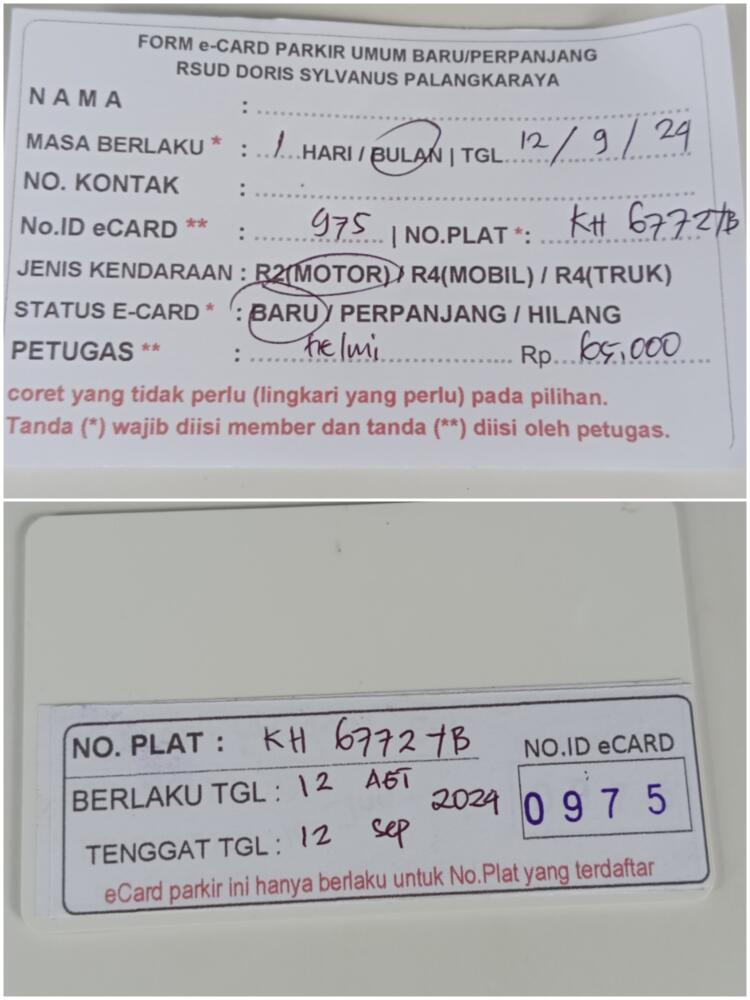 FORM e-CARD PARKIR UMUM BARU/PERPANJANG
RSUD DORIS SYLVANUS PALANGKARAYA
NAMA :
MASA BERLAKU * : 1 HARI / BULAN | TGL 12 / 9 / 24
NO. KONTAK :
No.ID eCARD ** : 975 | NO.PLAT *: KH 6772 TB
JENIS KENDARAAN : R2(MOTOR) / R4(MOBIL) / R4(TRUK)
STATUS E-CARD * : BARU / PERPANJANG / HILANG
PETUGAS ** : helmi Rp 65.000
coret yang tidak perlu (lingkari yang perlu) pada pilihan.
Tanda (*) wajib diisi member dan tanda (**) diisi oleh petugas.
NO. PLAT : KH 6772 TB
NO.ID eCARD
BERLAKU TGL : 12 AGT
2024
0975
TENGGAT TGL : 12 sep
eCard parkir ini hanya berlaku untuk No.Plat yang terdaftar